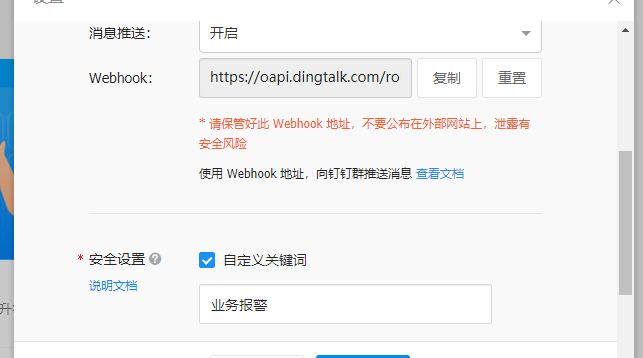 设置
消息推送：
开启
Webhook：
https://oapi.dingtalk.com/ro
复制
重置
* 请保管好此 Webhook 地址，不要公布在外部网站上，泄露有
安全风险
使用 Webhook 地址，向钉钉群推送消息 查看文档
* 安全设置 ?
自定义关键词
说明文档
业务报警
升